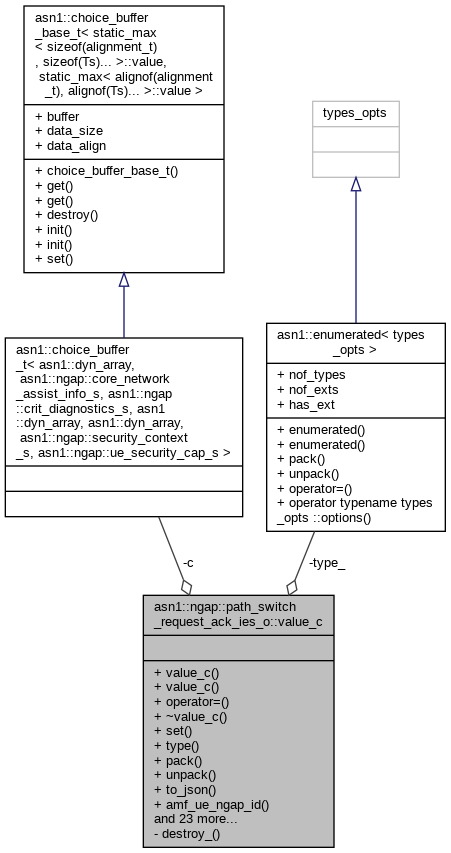 asn1::choice_buffer
_base_t< static_max
< sizeof(alignment_t)
, sizeof(Ts)... >::value,
static_max< alignof(alignment
_t), alignof(Ts)... >::value >
+ buffer
+ data_size
+ data_align
+ choice_buffer_base_t()
+ get()
+ get()
+ destroy()
+ init()
+ init()
+ set()
types_opts
asn1::choice_buffer
_t< asn1::dyn_array,
asn1::ngap::core_network
_assist_info_s, asn1::ngap
::crit_diagnostics_s, asn1
::dyn_array, asn1::dyn_array,
asn1::ngap::security_context
_s, asn1::ngap::ue_security_cap_s >
asn1::enumerated< types
_opts >
+ nof_types
+ nof_exts
+ has_ext
+ enumerated()
+ enumerated()
+ pack()
+ unpack()
+ operator=()
+ operator typename types
_opts ::options()
-c
-type_
asn1::ngap::path_switch
_request_ack_ies_o::value_c
+ value_c()
+ value_c()
+ operator=()
+ ~value_c()
+ set()
+ type()
+ pack()
+ unpack()
+ to_json()
+ amf_ue_ngap_id()
and 23 more...
- destroy_()